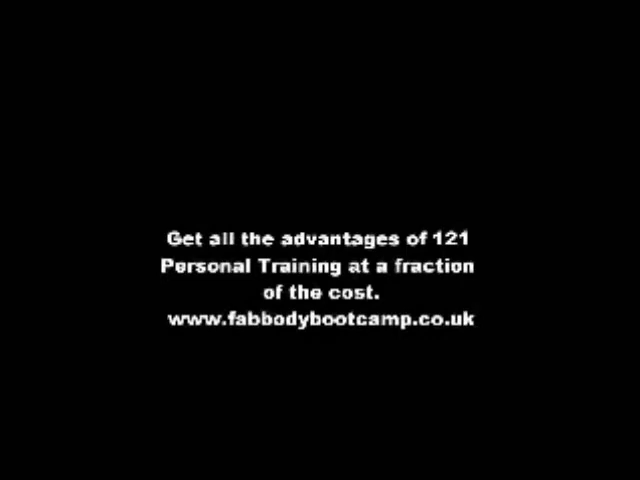 Get all the advantages of 121
Personal Training at a fraction
of the cost.
www.fabbodybootcamp.co.uk